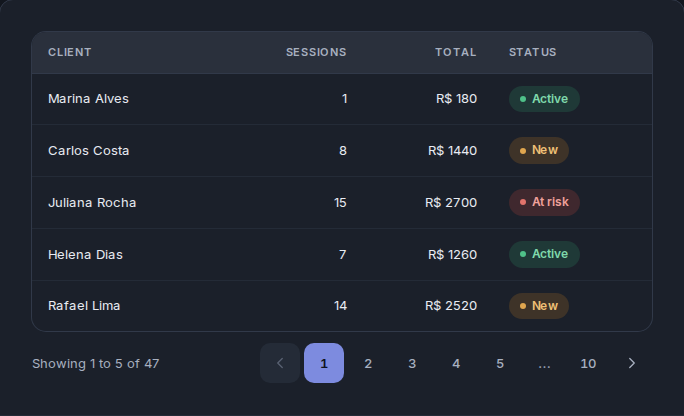 CLIENT SESSIONS TOTAL STATUS
Marina Alves 1 R$ 180 Active
Carlos Costa 8 R$ 1440 New
Juliana Rocha 15 R$ 2700 At risk
Helena Dias 7 R$ 1260 Active
Rafael Lima 14 R$ 2520 New
Showing 1 to 5 of 47 1 2 3 4 5 ... 10